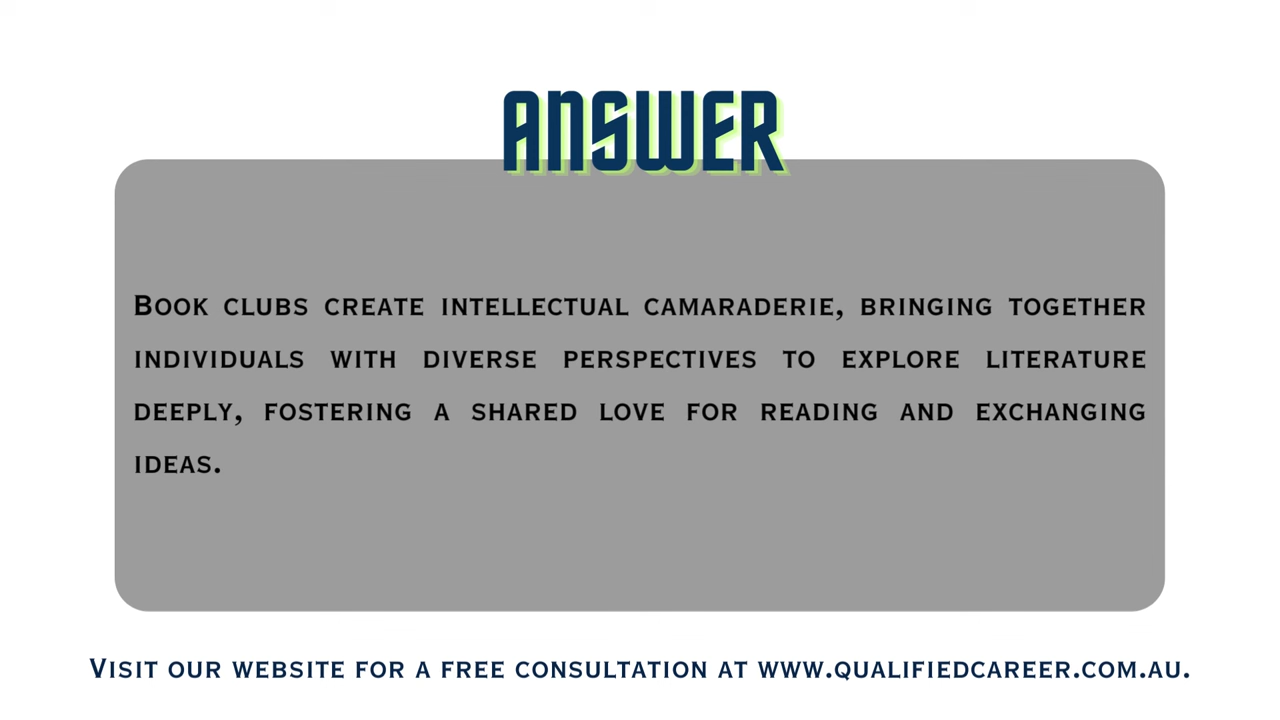 ANSWER
Book clubs create intellectual camaraderie, bringing together
individuals with diverse perspectives to explore literature
deeply, fostering a shared love for reading and exchanging
ideas.
Visit our website for a free consultation at www.qualifiedcareer.com.au.